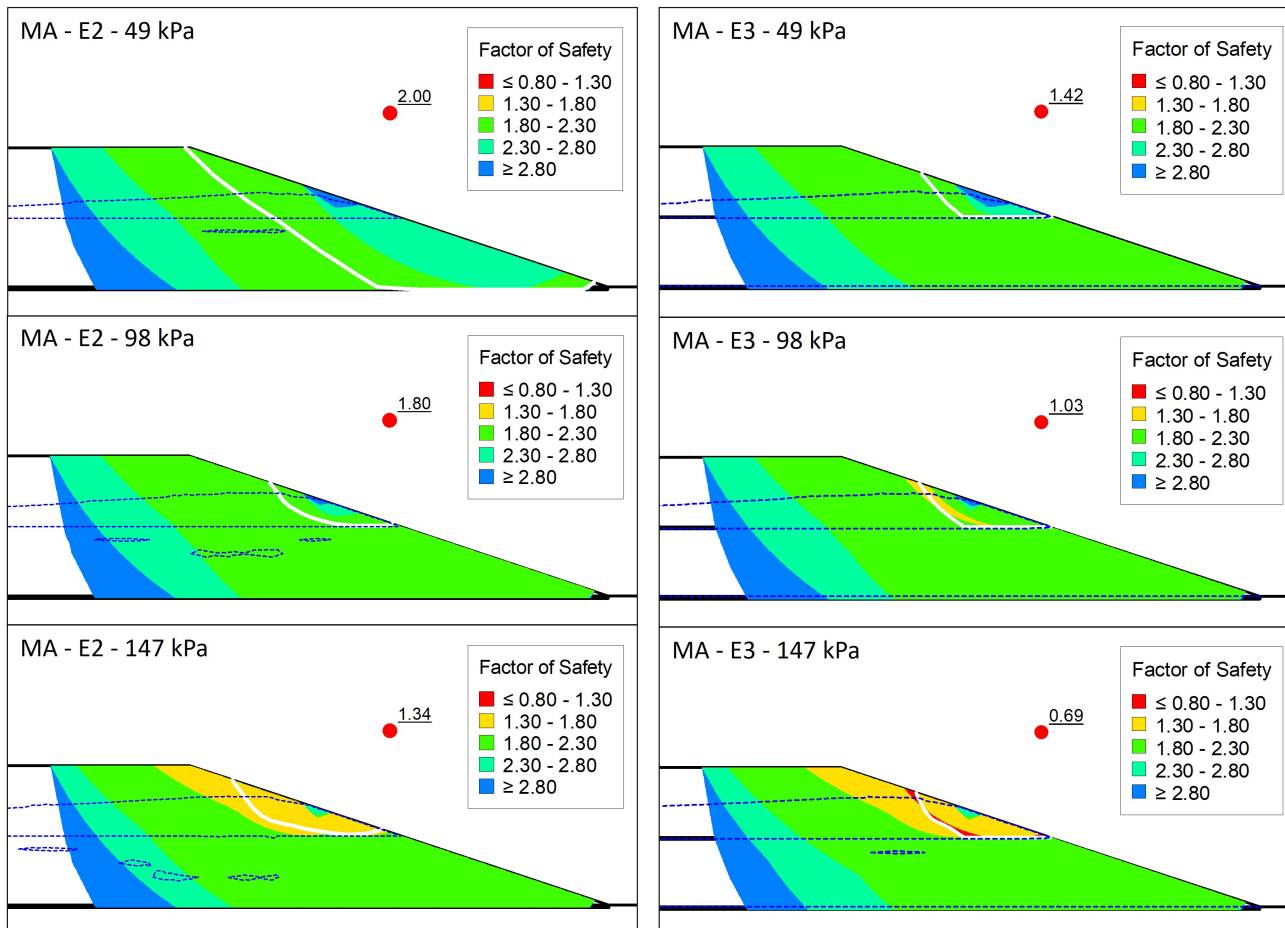 MA - E2 - 49 kPa
Factor of Safety
≤ 0.80 - 1.30
1.30 - 1.80
1.80 - 2.30
2.30 - 2.80
≥ 2.80
2.00
MA - E3 - 49 kPa
Factor of Safety
≤ 0.80 - 1.30
1.30 - 1.80
1.80 - 2.30
2.30 - 2.80
≥ 2.80
1.42
MA - E2 - 98 kPa
Factor of Safety
≤ 0.80 - 1.30
1.30 - 1.80
1.80 - 2.30
2.30 - 2.80
≥ 2.80
1.80
MA - E3 - 98 kPa
Factor of Safety
≤ 0.80 - 1.30
1.30 - 1.80
1.80 - 2.30
2.30 - 2.80
≥ 2.80
1.03
MA - E2 - 147 kPa
Factor of Safety
≤ 0.80 - 1.30
1.30 - 1.80
1.80 - 2.30
2.30 - 2.80
≥ 2.80
1.34
MA - E3 - 147 kPa
Factor of Safety
≤ 0.80 - 1.30
1.30 - 1.80
1.80 - 2.30
2.30 - 2.80
≥ 2.80
0.69